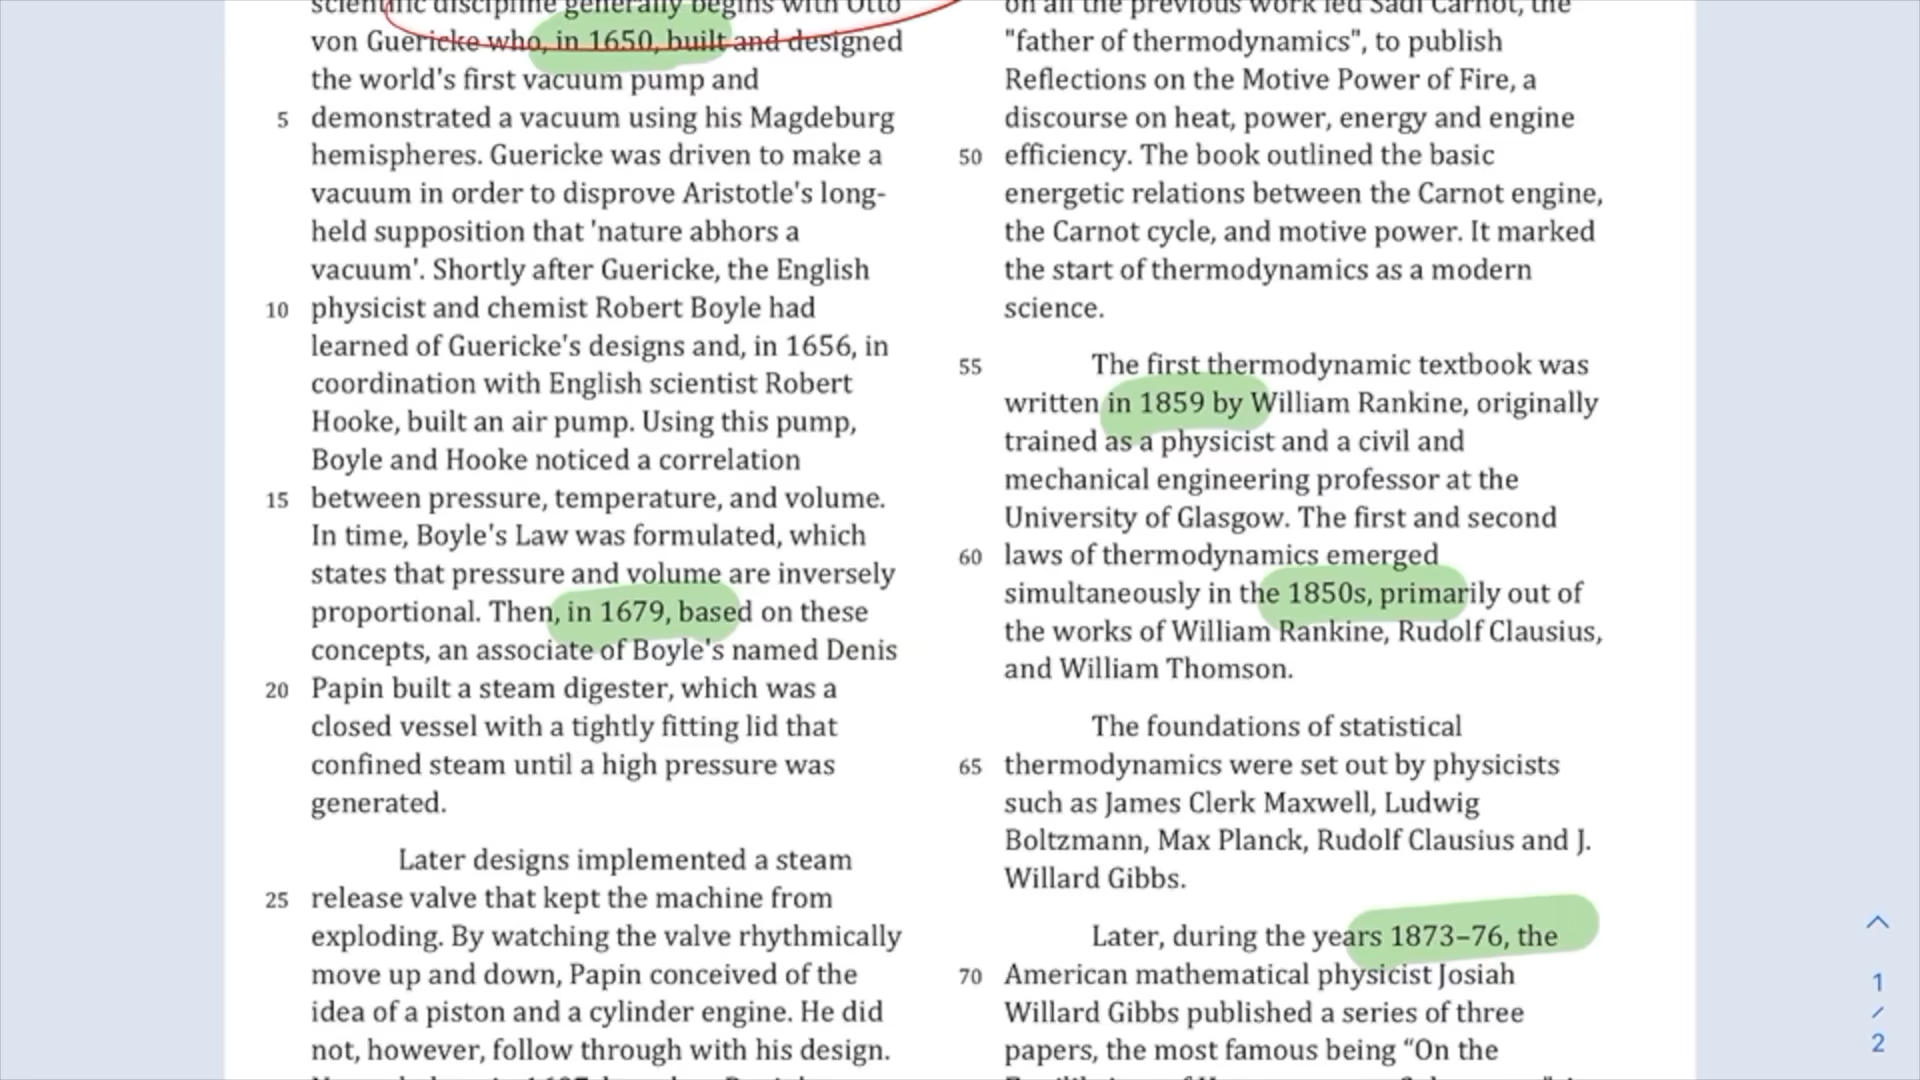 scientific discipline generally begins with Otto
von Guericke who, in 1650, built and designed
the world's first vacuum pump and
5 demonstrated a vacuum using his Magdeburg
hemispheres. Guericke was driven to make a
vacuum in order to disprove Aristotle's long-
held supposition that 'nature abhors a
vacuum'. Shortly after Guericke, the English
10 physicist and chemist Robert Boyle had
learned of Guericke's designs and, in 1656, in
coordination with English scientist Robert
Hooke, built an air pump. Using this pump,
Boyle and Hooke noticed a correlation
15 between pressure, temperature, and volume.
In time, Boyle's Law was formulated, which
states that pressure and volume are inversely
proportional. Then, in 1679, based on these
concepts, an associate of Boyle's named Denis
20 Papin built a steam digester, which was a
closed vessel with a tightly fitting lid that
confined steam until a high pressure was
generated.
Later designs implemented a steam
25 release valve that kept the machine from
exploding. By watching the valve rhythmically
move up and down, Papin conceived of the
idea of a piston and a cylinder engine. He did
not, however, follow through with his design.
on all the previous work led Sadi Carnot, the
"father of thermodynamics", to publish
Reflections on the Motive Power of Fire, a
discourse on heat, power, energy and engine
50 efficiency. The book outlined the basic
energetic relations between the Carnot engine,
the Carnot cycle, and motive power. It marked
the start of thermodynamics as a modern
science.
55 The first thermodynamic textbook was
written in 1859 by William Rankine, originally
trained as a physicist and a civil and
mechanical engineering professor at the
University of Glasgow. The first and second
60 laws of thermodynamics emerged
simultaneously in the 1850s, primarily out of
the works of William Rankine, Rudolf Clausius,
and William Thomson.
The foundations of statistical
65 thermodynamics were set out by physicists
such as James Clerk Maxwell, Ludwig
Boltzmann, Max Planck, Rudolf Clausius and J.
Willard Gibbs.
Later, during the years 1873–76, the
70 American mathematical physicist Josiah
Willard Gibbs published a series of three
papers, the most famous being “On the
1
/
2